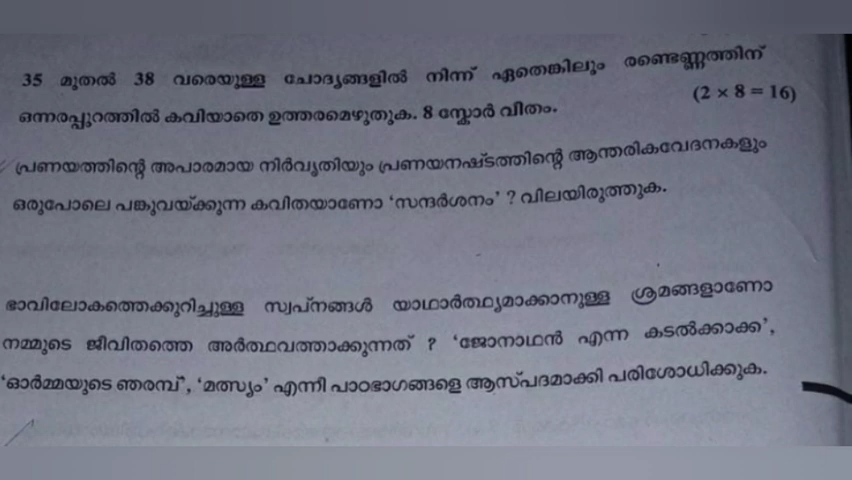 35 മുതൽ 38 വരെയുള്ള ചോദ്യങ്ങളിൽ നിന്ന് ഏതെങ്കിലും രണ്ടെണ്ണത്തിന്
ഒന്നരപ്പുറത്തിൽ കവിയാതെ ഉത്തരമെഴുതുക. 8 സ്കോർ വീതം. (2 × 8 = 16)
പ്രണയത്തിന്റെ അപാരമായ നിർവൃതിയും പ്രണയനഷ്ടത്തിന്റെ ആന്തരികവേദനകളും
ഒരുപോലെ പങ്കുവയ്ക്കുന്ന കവിതയാണോ ‘സന്ദർശനം’ ? വിലയിരുത്തുക.
ഭാവിലോകത്തെക്കുറിച്ചുള്ള സ്വപ്നങ്ങൾ യാഥാർത്ഥ്യമാക്കാനുള്ള ശ്രമങ്ങളാണോ
നമ്മുടെ ജീവിതത്തെ അർത്ഥവത്താക്കുന്നത് ? ‘ജോനാഥൻ എന്ന കടൽക്കാക്ക’,
‘ഓർമ്മയുടെ ഞരമ്പ്’, ‘മത്സ്യം’ എന്നീ പാഠഭാഗങ്ങളെ ആസ്പദമാക്കി പരിശോധിക്കുക.